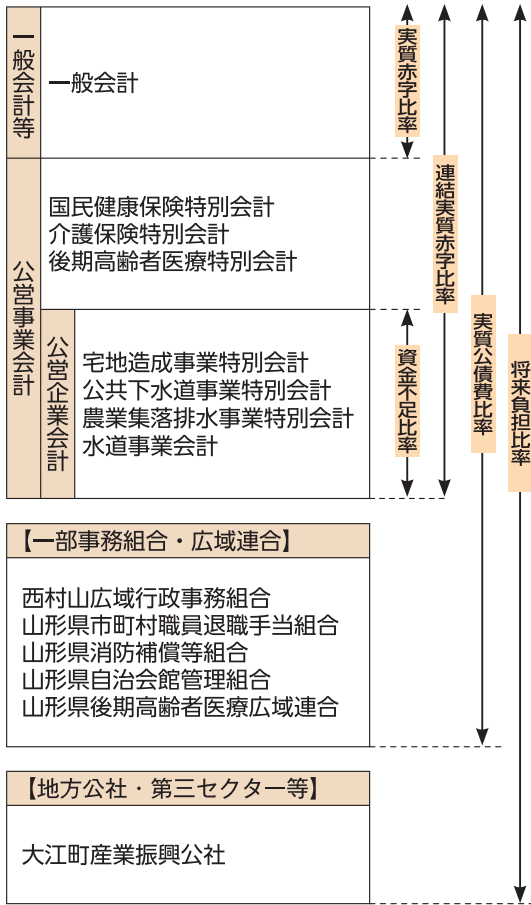 一般会計等
一般会計
公営事業会計
国民健康保険特別会計
介護保険特別会計
後期高齢者医療特別会計
公営企業会計
宅地造成事業特別会計
公共下水道事業特別会計
農業集落排水事業特別会計
水道事業会計
実質赤字比率
連結実質赤字比率
資金不足比率
実質公債費比率
将来負担比率
【一部事務組合・広域連合】
西村山広域行政事務組合
山形県市町村職員退職手当組合
山形県消防補償等組合
山形県自治会館管理組合
山形県後期高齢者医療広域連合
【地方公社・第三セクター等】
大江町産業振興公社